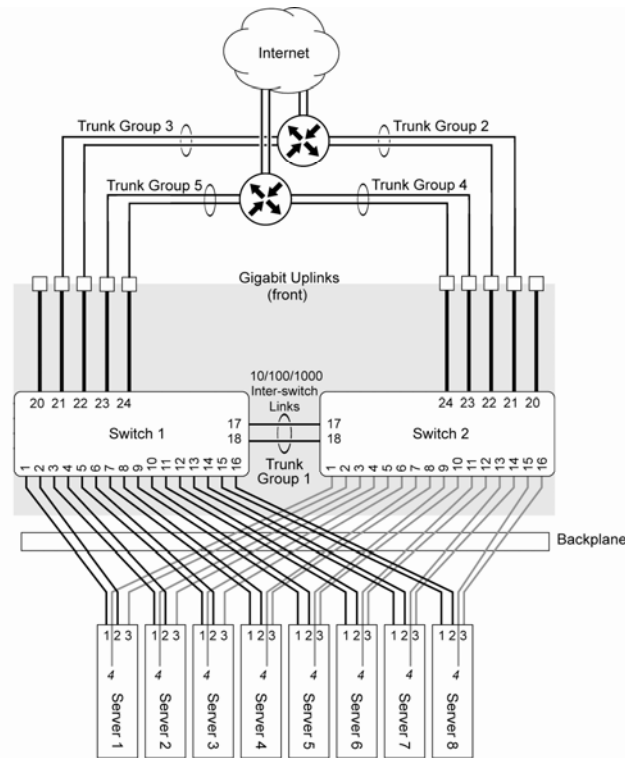 Internet
Trunk Group 3
Trunk Group 2
Trunk Group 5
Trunk Group 4
Gigabit Uplinks
(front)
10/100/1000
Inter-switch
Links
20 21 22 23 24
24 23 22 21 20
17
18
17
18
Switch 1
Switch 2
Trunk
Group 1
1 2 3 4 5 6 7 8 9 10 11 12 13 14 15 16
1 2 3 4 5 6 7 8 9 10 11 12 13 14 15 16
Backplane
1 2 3
1 2 3
1 2 3
1 2 3
1 2 3
1 2 3
1 2 3
1 2 3
4
4
4
4
4
4
4
4
Server 1
Server 2
Server 3
Server 4
Server 5
Server 6
Server 7
Server 8